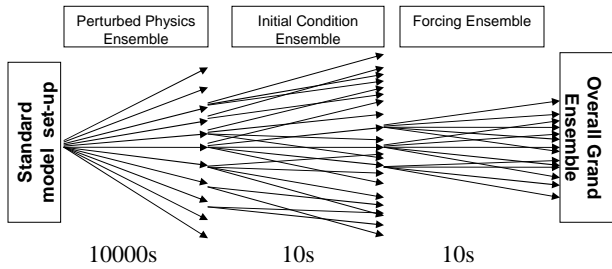 Perturbed Physics
Ensemble
Initial Condition
Ensemble
Forcing Ensemble
Standard
model set-up
Overall Grand
Ensemble
10000s
10s
10s